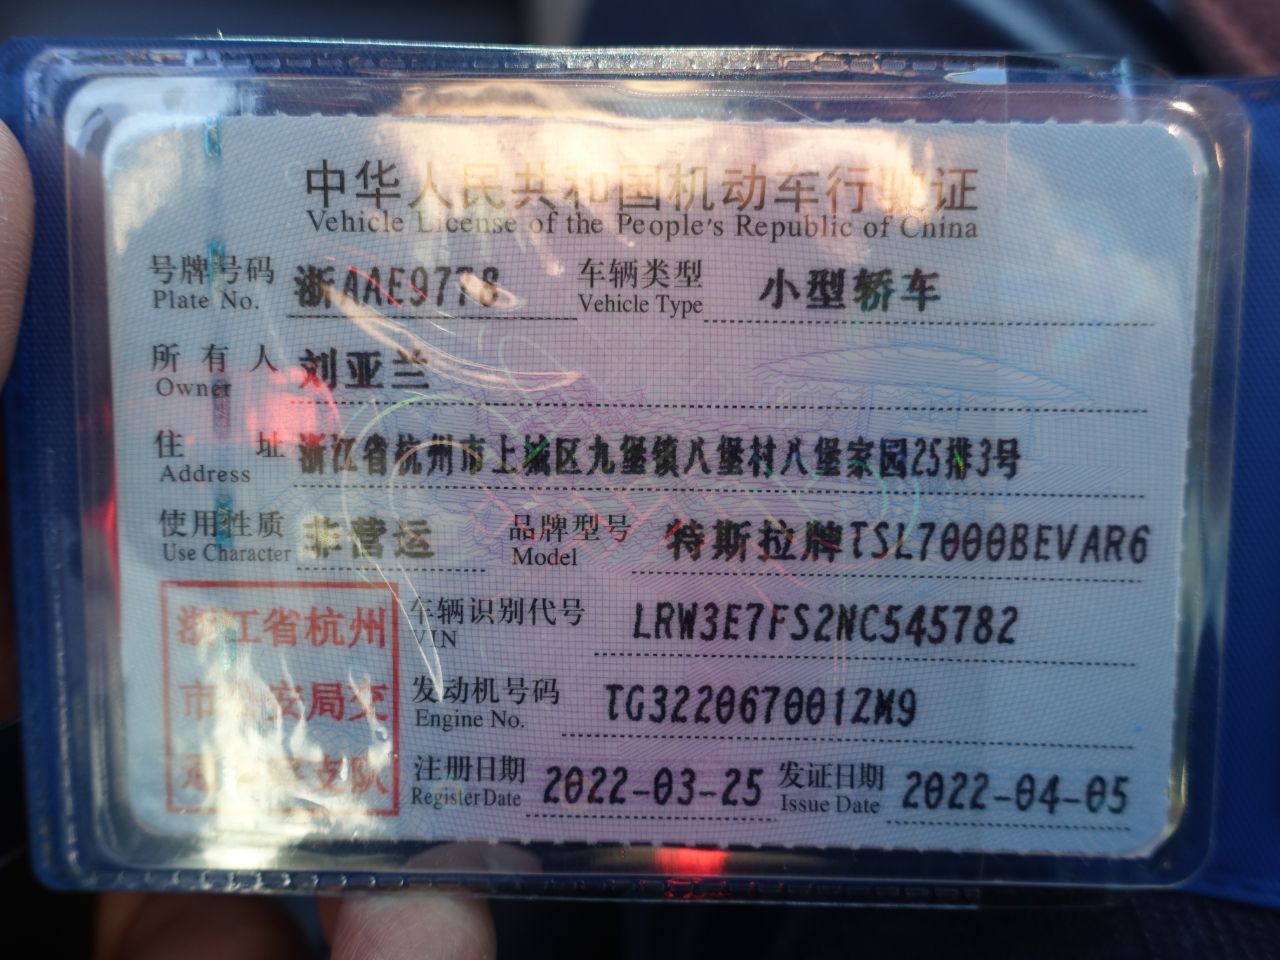 中华人民共和国机动车行驶证
Vehicle License of the People's Republic of China
号牌号码 Plate No. 浙AAE9778 车辆类型 Vehicle Type 小型轿车
所有人 Owner 刘亚兰
住址 Address 浙江省杭州市上城区九堡镇八堡村八堡家园25排3号
使用性质 Use Character 非营运 品牌型号 Model 特斯拉牌TSL7000BEVAR6
车辆识别代号 VIN LRW3E7FS2NC545782
发动机号码 Engine No. TG322067001ZM9
注册日期 Register Date 2022-03-25 发证日期 Issue Date 2022-04-05
浙江省杭州
市公安局交
支队